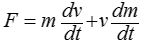 F = m dv/dt + v dm/dt